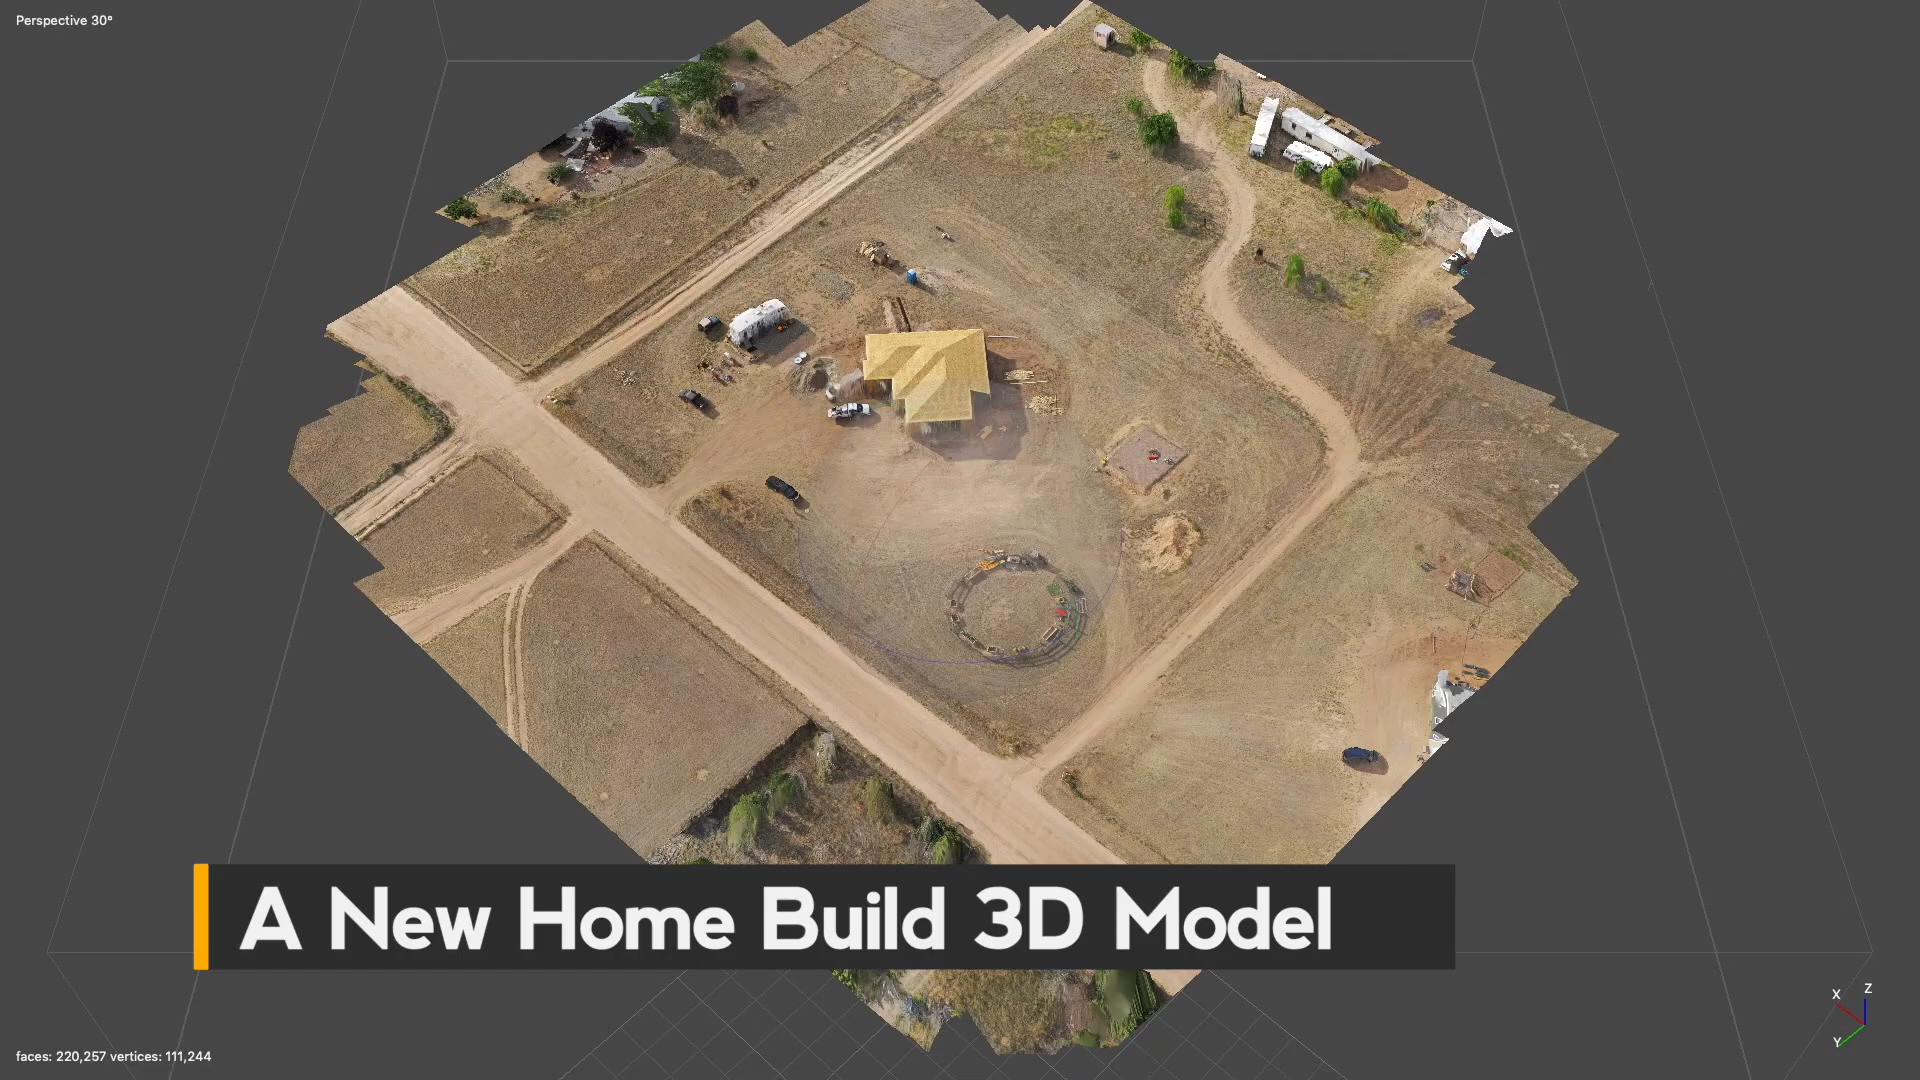 Perspective 30°
A New Home Build 3D Model
X
Z
Y
faces: 220,257 vertices: 111,244